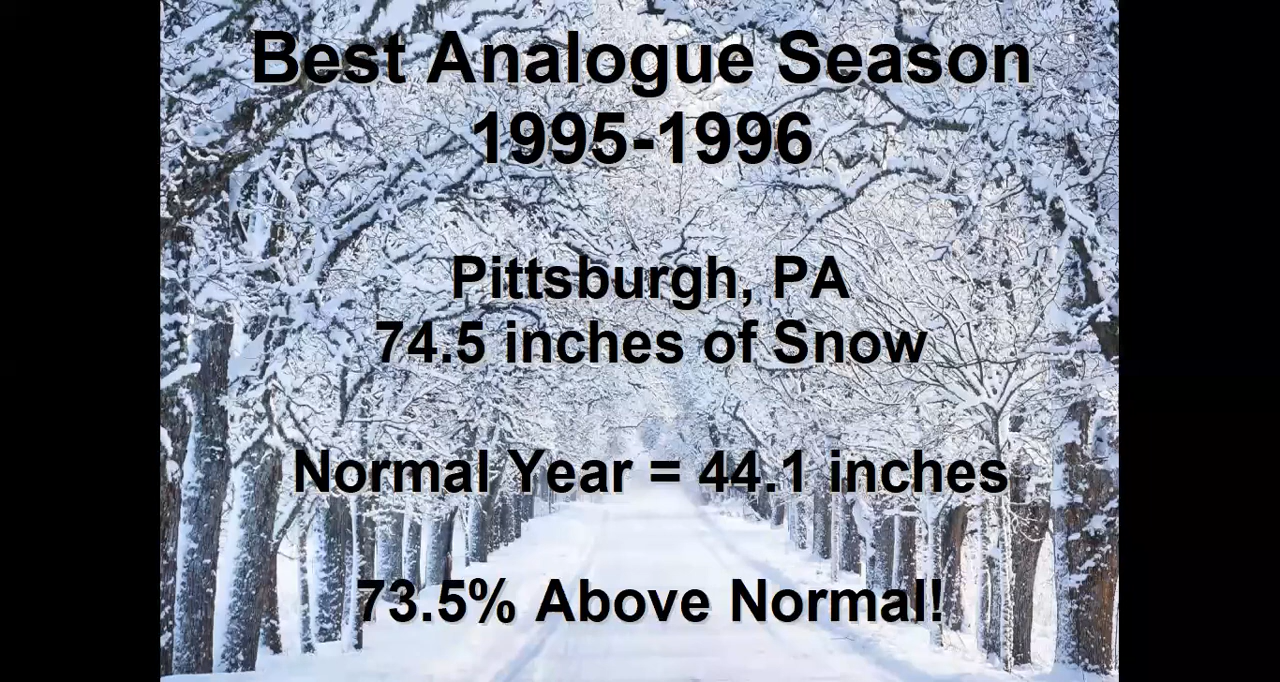 Best Analogue Season
1995-1996
Pittsburgh, PA
74.5 inches of Snow
Normal Year = 44.1 inches
73.5% Above Normal!